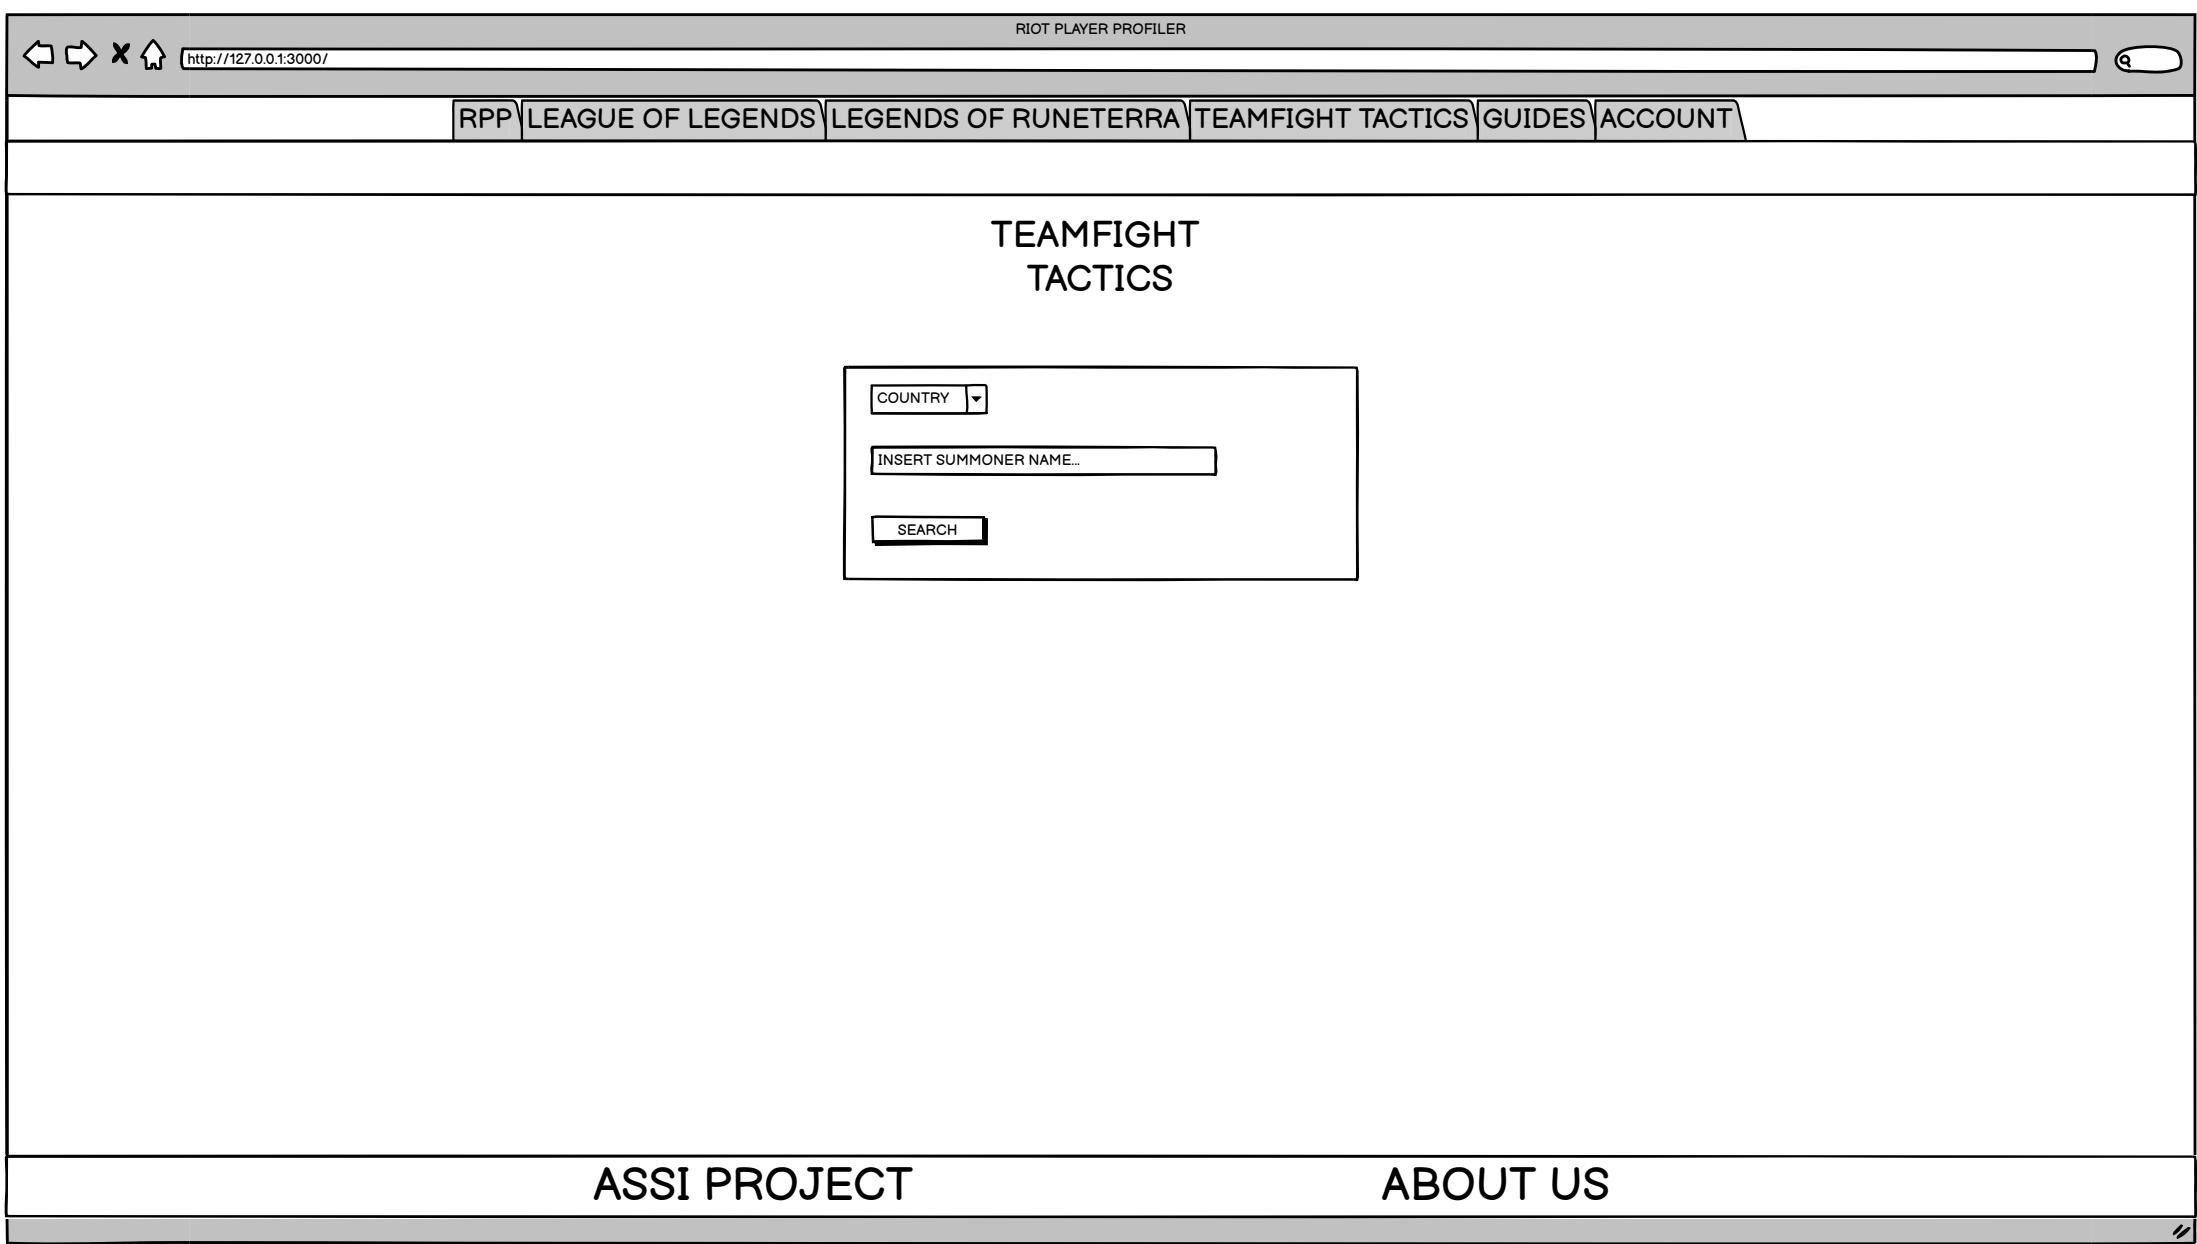 RIOT PLAYER PROFILER
http://127.0.0.1:3000/
RPP LEAGUE OF LEGENDS LEGENDS OF RUNETERRA TEAMFIGHT TACTICS GUIDES ACCOUNT
TEAMFIGHT
TACTICS
COUNTRY
INSERT SUMMONER NAME...
SEARCH
ASSI PROJECT ABOUT US